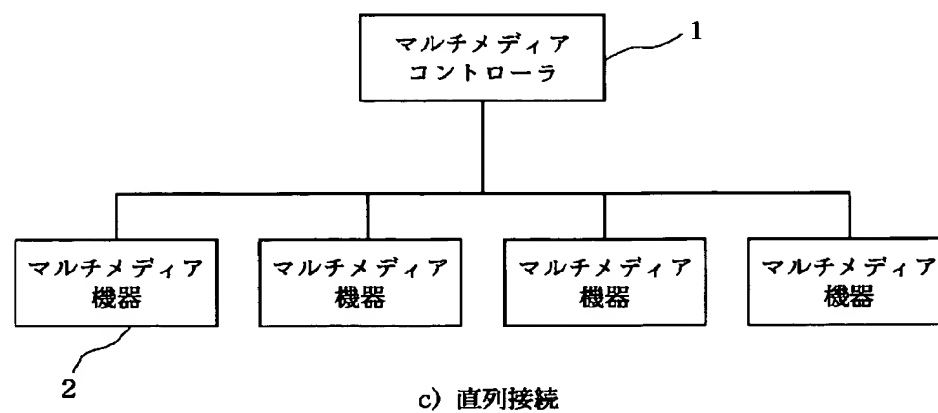 マルチメディア
コントローラ
1
マルチメディア
機器
マルチメディア
機器
マルチメディア
機器
マルチメディア
機器
2
c) 直列接続